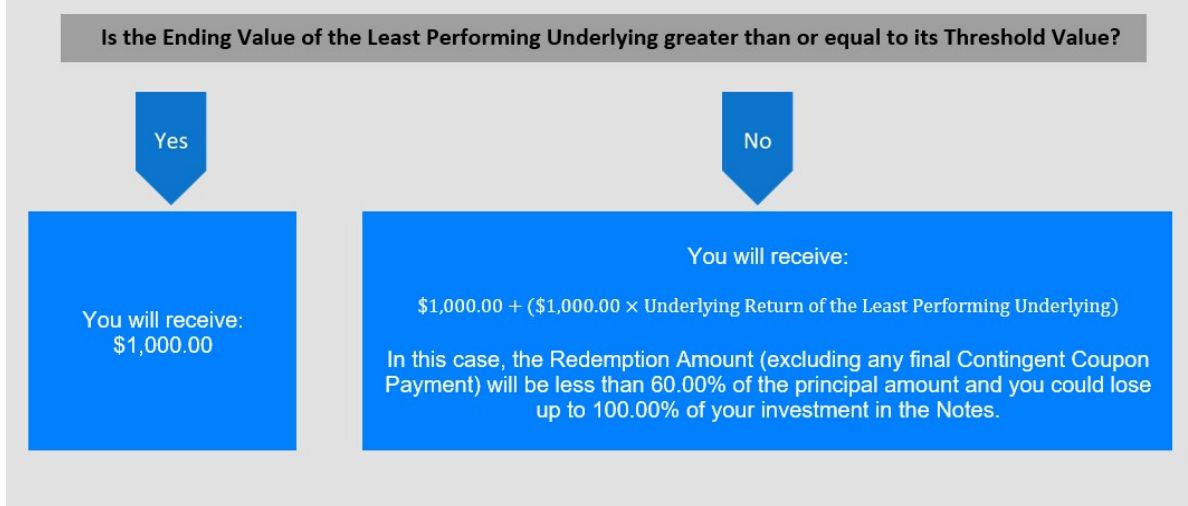 Is the Ending Value of the Least Performing Underlying greater than or equal to its Threshold Value?
Yes
No
You will receive:
$1,000.00
You will receive:
$1,000.00 + ($1,000.00 × Underlying Return of the Least Performing Underlying)
In this case, the Redemption Amount (excluding any final Contingent Coupon
Payment) will be less than 60.00% of the principal amount and you could lose
up to 100.00% of your investment in the Notes.